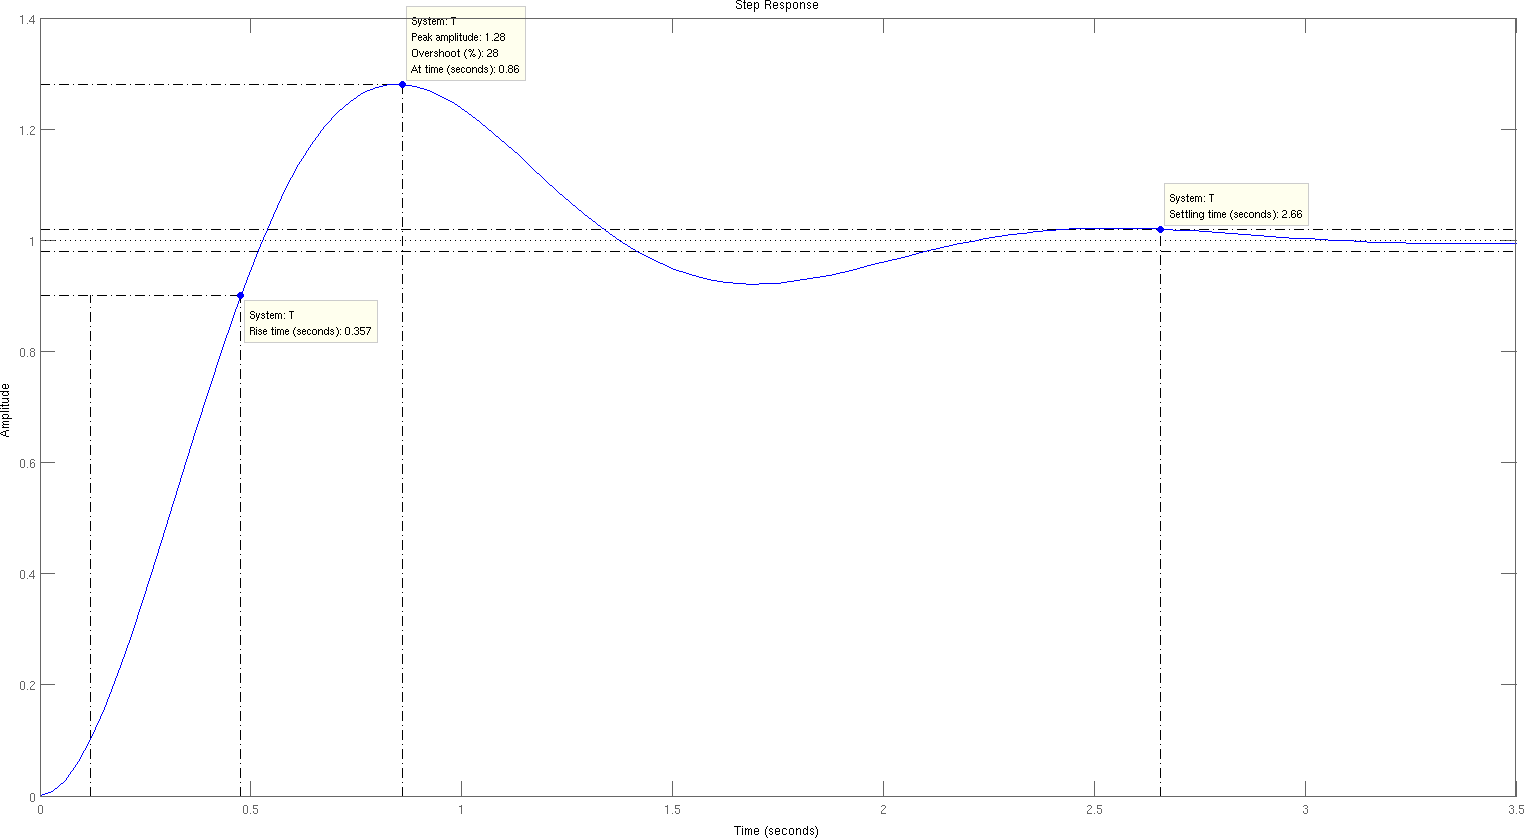 Step Response
System: T
Peak amplitude: 1.28
Overshoot (%): 28
At time (seconds): 0.86
System: T
Settling time (seconds): 2.66
System: T
Rise time (seconds): 0.357
1.4
1.2
1
0.8
0.6
0.4
0.2
0
Amplitude
0
0.5
1
1.5
2
2.5
3
3.5
Time (seconds)